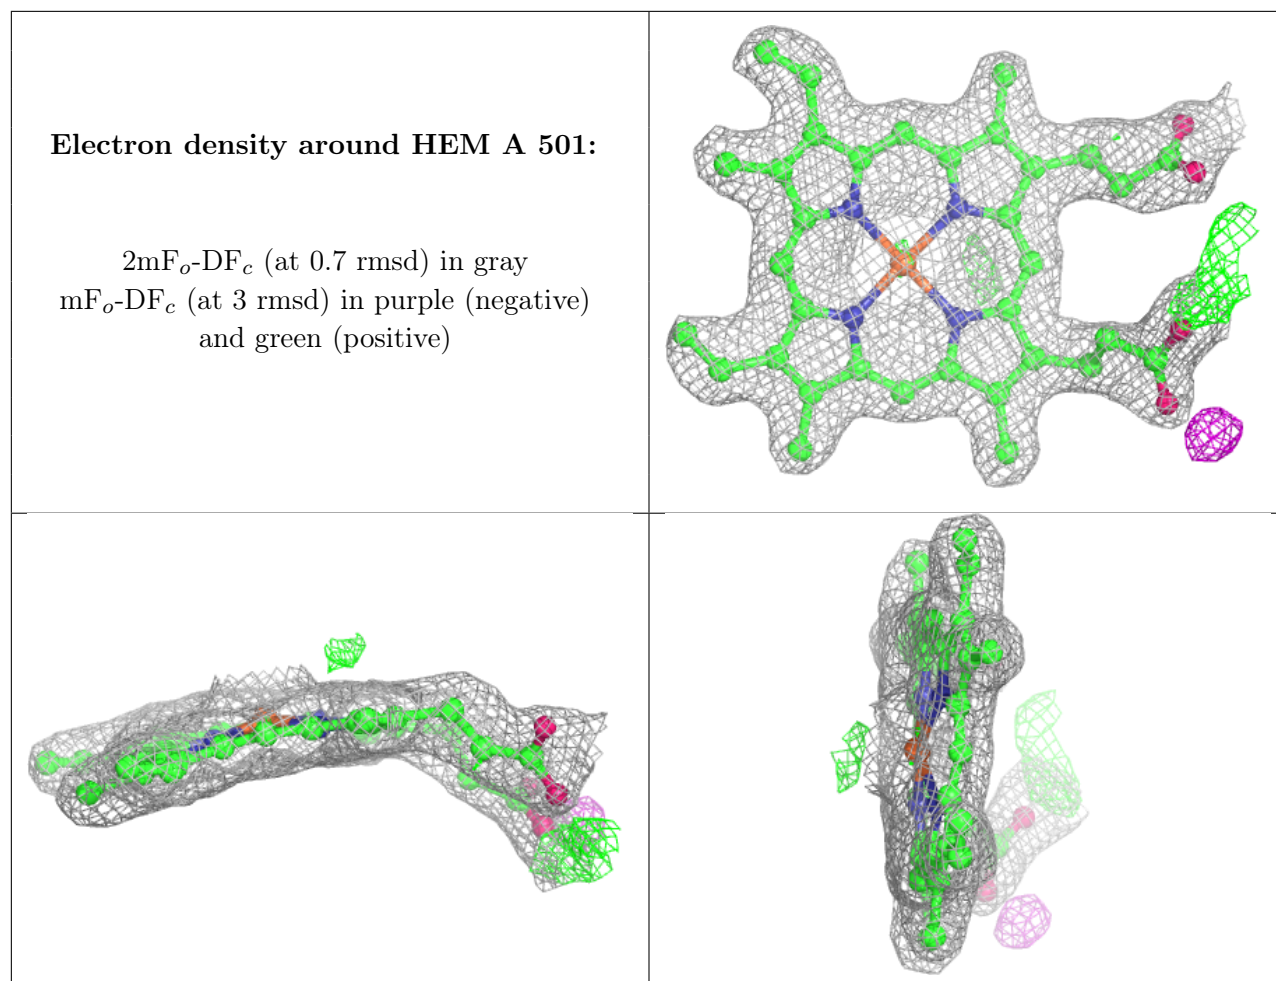 Electron density around HEM A 501:
2mFₒ-DF𝒸 (at 0.7 rmsd) in gray
mFₒ-DF𝒸 (at 3 rmsd) in purple (negative)
and green (positive)